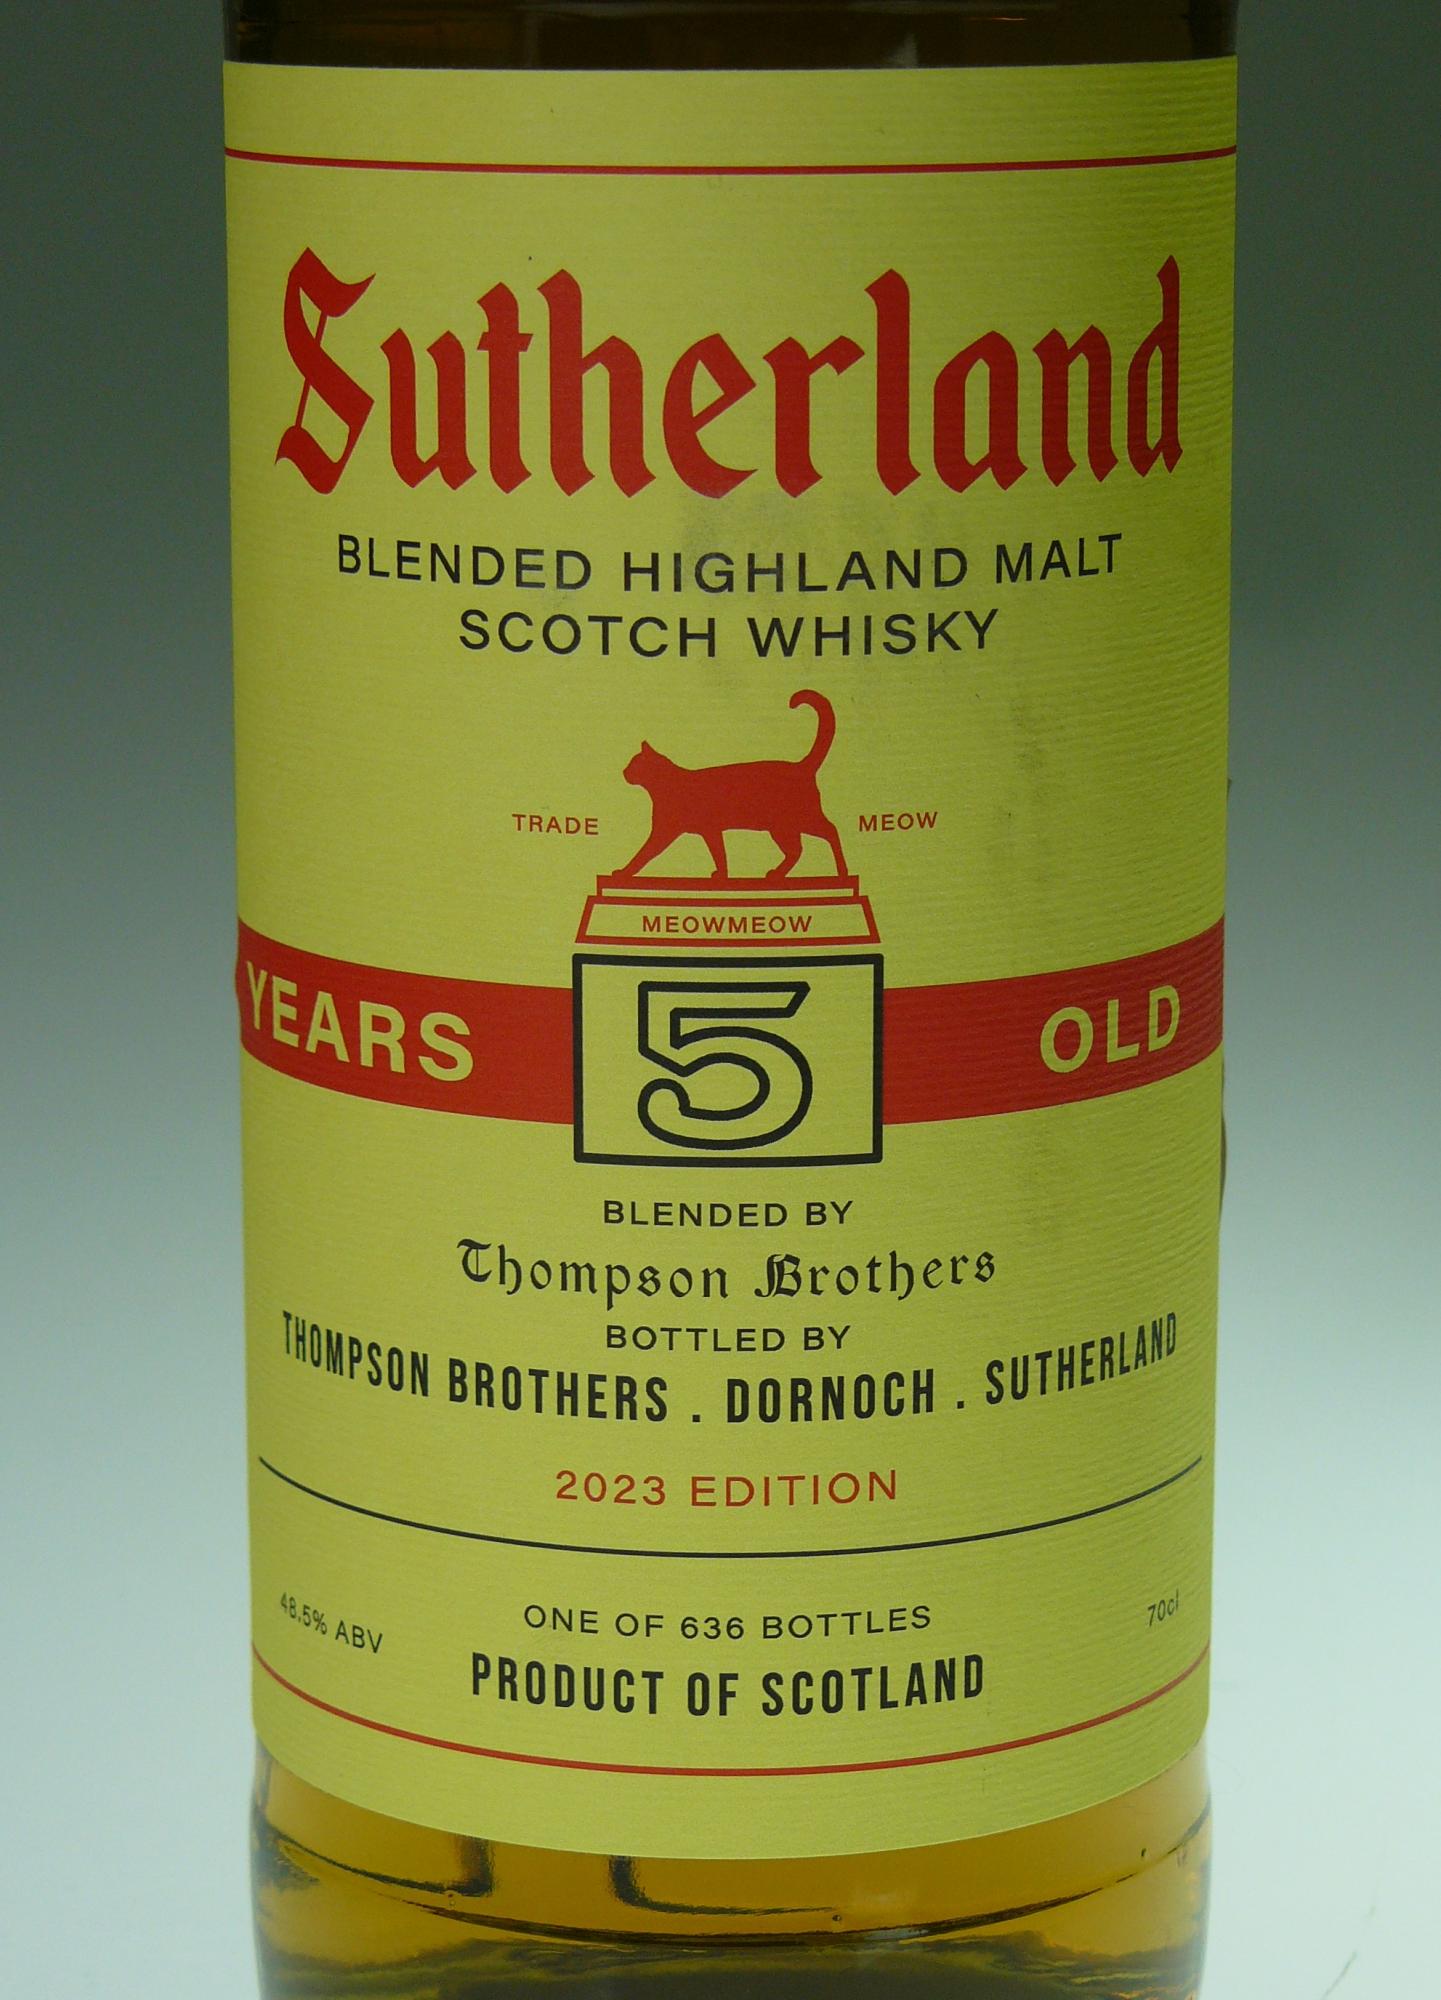 Sutherland
BLENDED HIGHLAND MALT
SCOTCH WHISKY
TRADE MEOW
MEOWMEOW
YEARS 5 OLD
BLENDED BY
Thompson Brothers
BOTTLED BY
THOMPSON BROTHERS . DORNOCH . SUTHERLAND
2023 EDITION
48.5% ABV ONE OF 636 BOTTLES 70cl
PRODUCT OF SCOTLAND